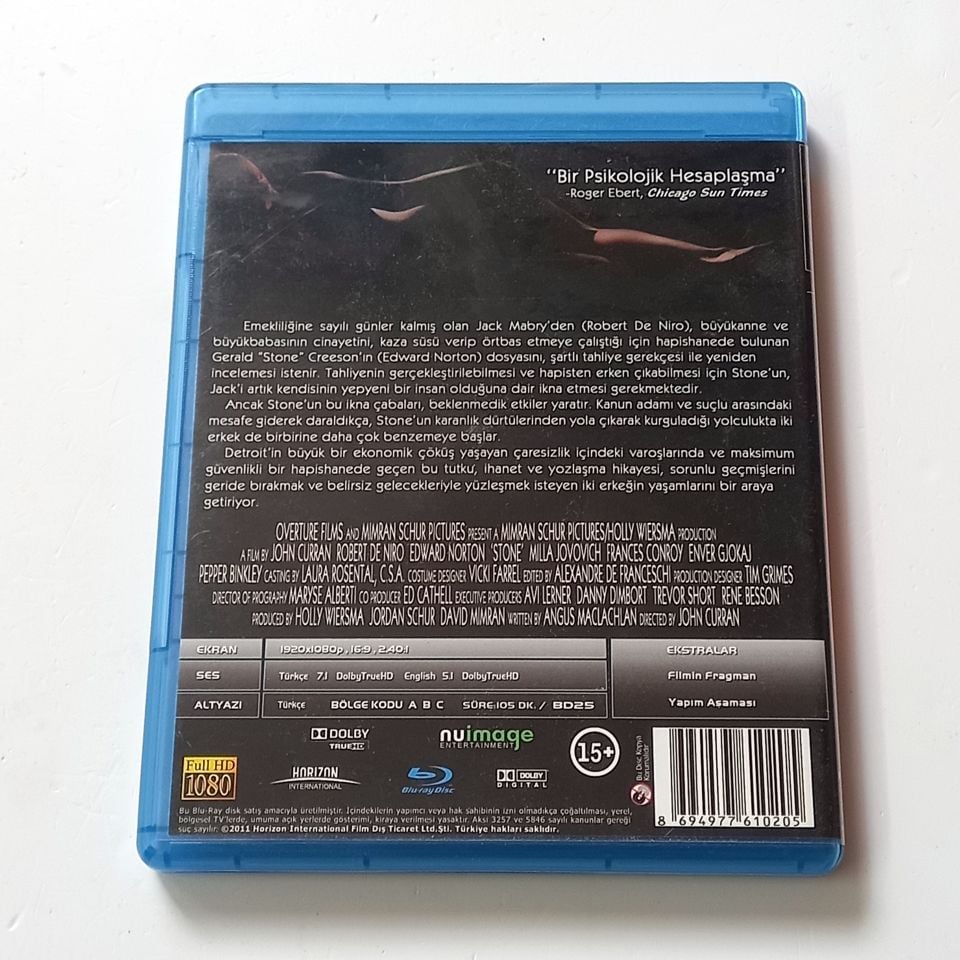 "Bir Psikolojik Hesaplaşma"
-Roger Ebert, Chicago Sun Times
Emekliliğine sayılı günler kalmış olan Jack Mabry'den (Robert De Niro), büyükanne ve
büyükbabasının cinayetini, kaza süsü verip örtbas etmeye çalıştığı için hapishanede bulunan
Gerald "Stone" Creeson'ın (Edward Norton) dosyasını, şartlı tahliye gerekçesi ile yeniden
incelemesi istenir. Tahliyenin gerçekleştirilebilmesi ve hapisten erken çıkabilmesi için Stone'un,
Jack'i artık kendisinin yepyeni bir insan olduğuna dair ikna etmesi gerekmektedir.
Ancak Stone'un bu ikna çabaları, beklenmedik etkiler yaratır. Kanun adamı ve suçlu arasındaki
mesafe giderek daraldıkça, Stone'un karanlık dürtülerinden yola çıkarak kurguladığı yolculukta iki
erkek de birbirine daha çok benzemeye başlar.
Detroit'in büyük bir ekonomik çöküş yaşayan çaresizlik içindeki varoşlarında ve maksimum
güvenlikli bir hapishanede geçen bu tutku, ihanet ve yozlaşma hikayesi, sorunlu geçmişlerini
geride bırakmak ve belirsiz gelecekleriyle yüzleşmek isteyen iki erkeğin yaşamlarını bir araya
getiriyor.
OVERTURE FILMS AND MIMRAN SCHUR PICTURES PRESENT A MIMRAN SCHUR PICTURES/HOLLY WIERSMA PRODUCTION
A FILM BY JOHN CURRAN ROBERT DE NIRO EDWARD NORTON 'STONE' MILLA JOVOVICH FRANCES CONROY ENVER GJOKAJ
PEPPER BINKLEY CASTING BY LAURA ROSENTAL, C.S.A. COSTUME DESIGNER VICKI FARREL EDITED BY ALEXANDRE DE FRANCESCHI PRODUCTION DESIGNER TIM GRIMES
DIRECTOR OF PROGRAPHY MARYSE ALBERTI CO PRODUCER ED CATHELL EXECUTIVE PRODUCERS AVI LERNER DANNY DIMBORT TREVOR SHORT RENE BESSON
PRODUCED BY HOLLY WIERSMA JORDAN SCHUR DAVID MIMRAN WRITTEN BY ANGUS MACLACHLAN DIRECTED BY JOHN CURRAN
EKRAN 1920x1080p, 16:9, 2.40:1
SES Türkçe 7.1 DolbyTrueHD English 5.1 DolbyTrueHD
ALTYAZI Türkçe BÖLGE KODU A B C SÜRE:105 DK. / BD25
EKSTRALAR
Filmin Fragman
Yapım Aşaması
DOLBY
TRUEHD
nuimage
ENTERTAINMENT
15+
Bu Disc Kopya
Korumalıdır
Full HD
1080
HORIZON
INTERNATIONAL
Blu-ray Disc
DOLBY
DIGITAL
8 694977 610205
Bu Blu-Ray disk satış amacıyla üretilmiştir. İçindekilerin yapımcı veya hak sahibinin izni olmadıkça çoğaltılması, yerel,
bölgesel TV'lerde, umuma açık yerlerde gösterimi, kiraya verilmesi yasaktır. Aksi 3257 ve 5846 sayılı kanunlar gereği
suç sayılır. ©2011 Horizon International Film Dış Ticaret Ltd.Şti. Türkiye hakları saklıdır.